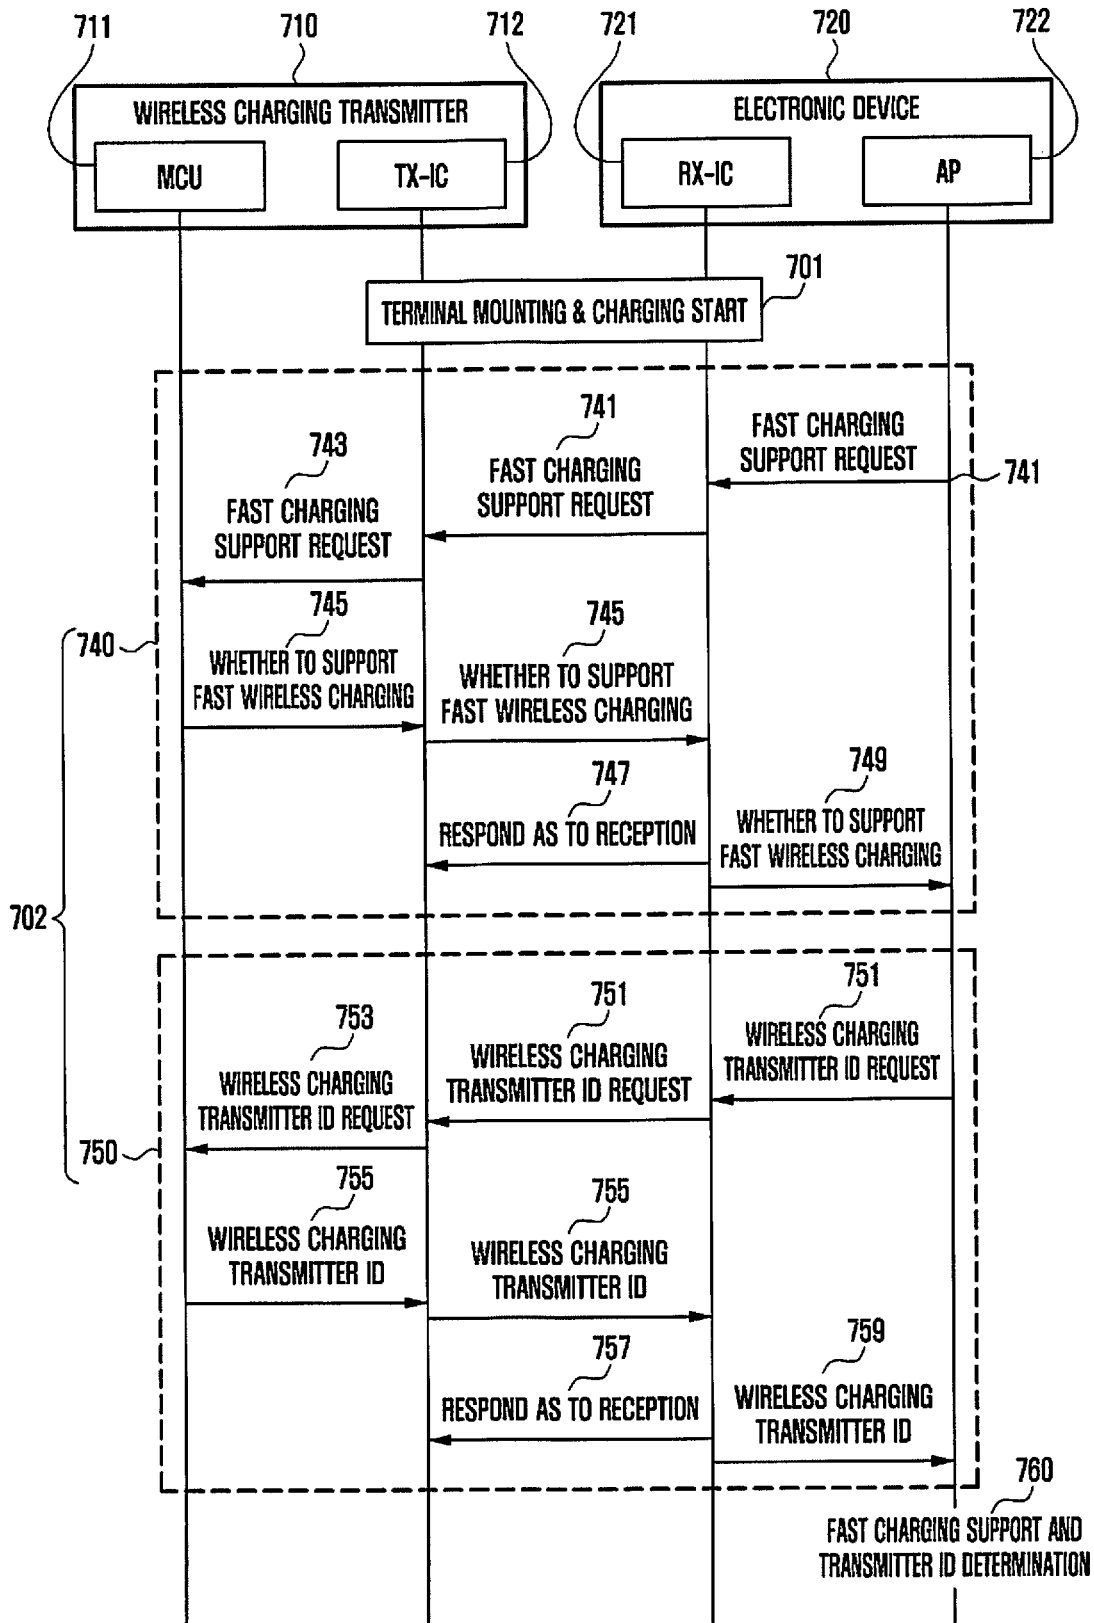 711
710
712
721
720
722
WIRELESS CHARGING TRANSMITTER
ELECTRONIC DEVICE
MCU
TX-IC
RX-IC
AP
701
TERMINAL MOUNTING & CHARGING START
741
FAST CHARGING
SUPPORT REQUEST
741
743
FAST CHARGING
SUPPORT REQUEST
FAST CHARGING
SUPPORT REQUEST
745
WHETHER TO SUPPORT
FAST WIRELESS CHARGING
745
WHETHER TO SUPPORT
FAST WIRELESS CHARGING
740
747
RESPOND AS TO RECEPTION
749
WHETHER TO SUPPORT
FAST WIRELESS CHARGING
702
751
WIRELESS CHARGING
TRANSMITTER ID REQUEST
751
WIRELESS CHARGING
TRANSMITTER ID REQUEST
753
WIRELESS CHARGING
TRANSMITTER ID REQUEST
750
755
WIRELESS CHARGING
TRANSMITTER ID
755
WIRELESS CHARGING
TRANSMITTER ID
757
RESPOND AS TO RECEPTION
759
WIRELESS CHARGING
TRANSMITTER ID
760
FAST CHARGING SUPPORT AND
TRANSMITTER ID DETERMINATION